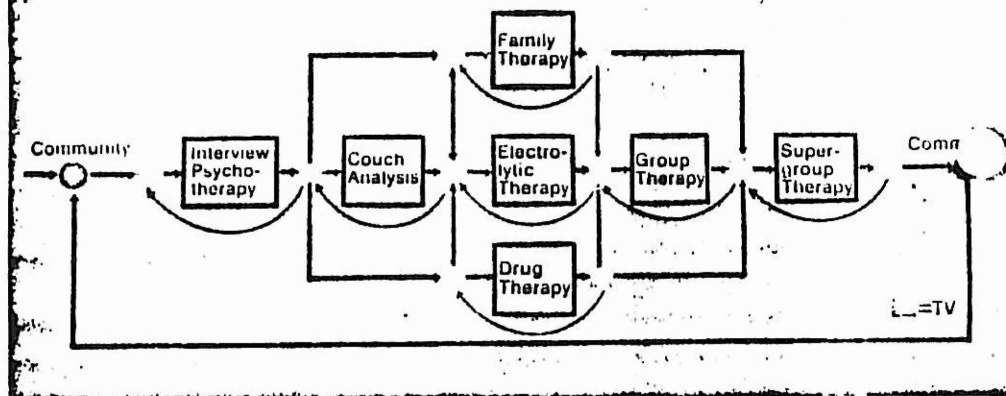 Family
Therapy
Community
Interview
Psycho-
therapy
Couch
Analysis
Electro-
lytic Therapy
Group
Therapy
Super-
group
Therapy
Comm
Drug
Therapy
=TV